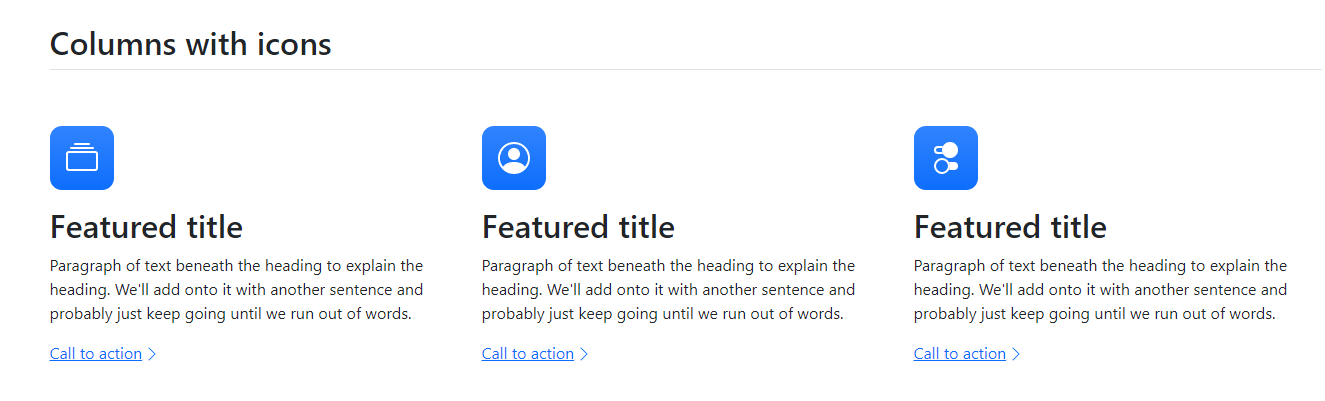 Columns with icons
Featured title
Paragraph of text beneath the heading to explain the
heading. We'll add onto it with another sentence and
probably just keep going until we run out of words.
Call to action
Featured title
Paragraph of text beneath the heading to explain the
heading. We'll add onto it with another sentence and
probably just keep going until we run out of words.
Call to action
Featured title
Paragraph of text beneath the heading to explain the
heading. We'll add onto it with another sentence and
probably just keep going until we run out of words.
Call to action